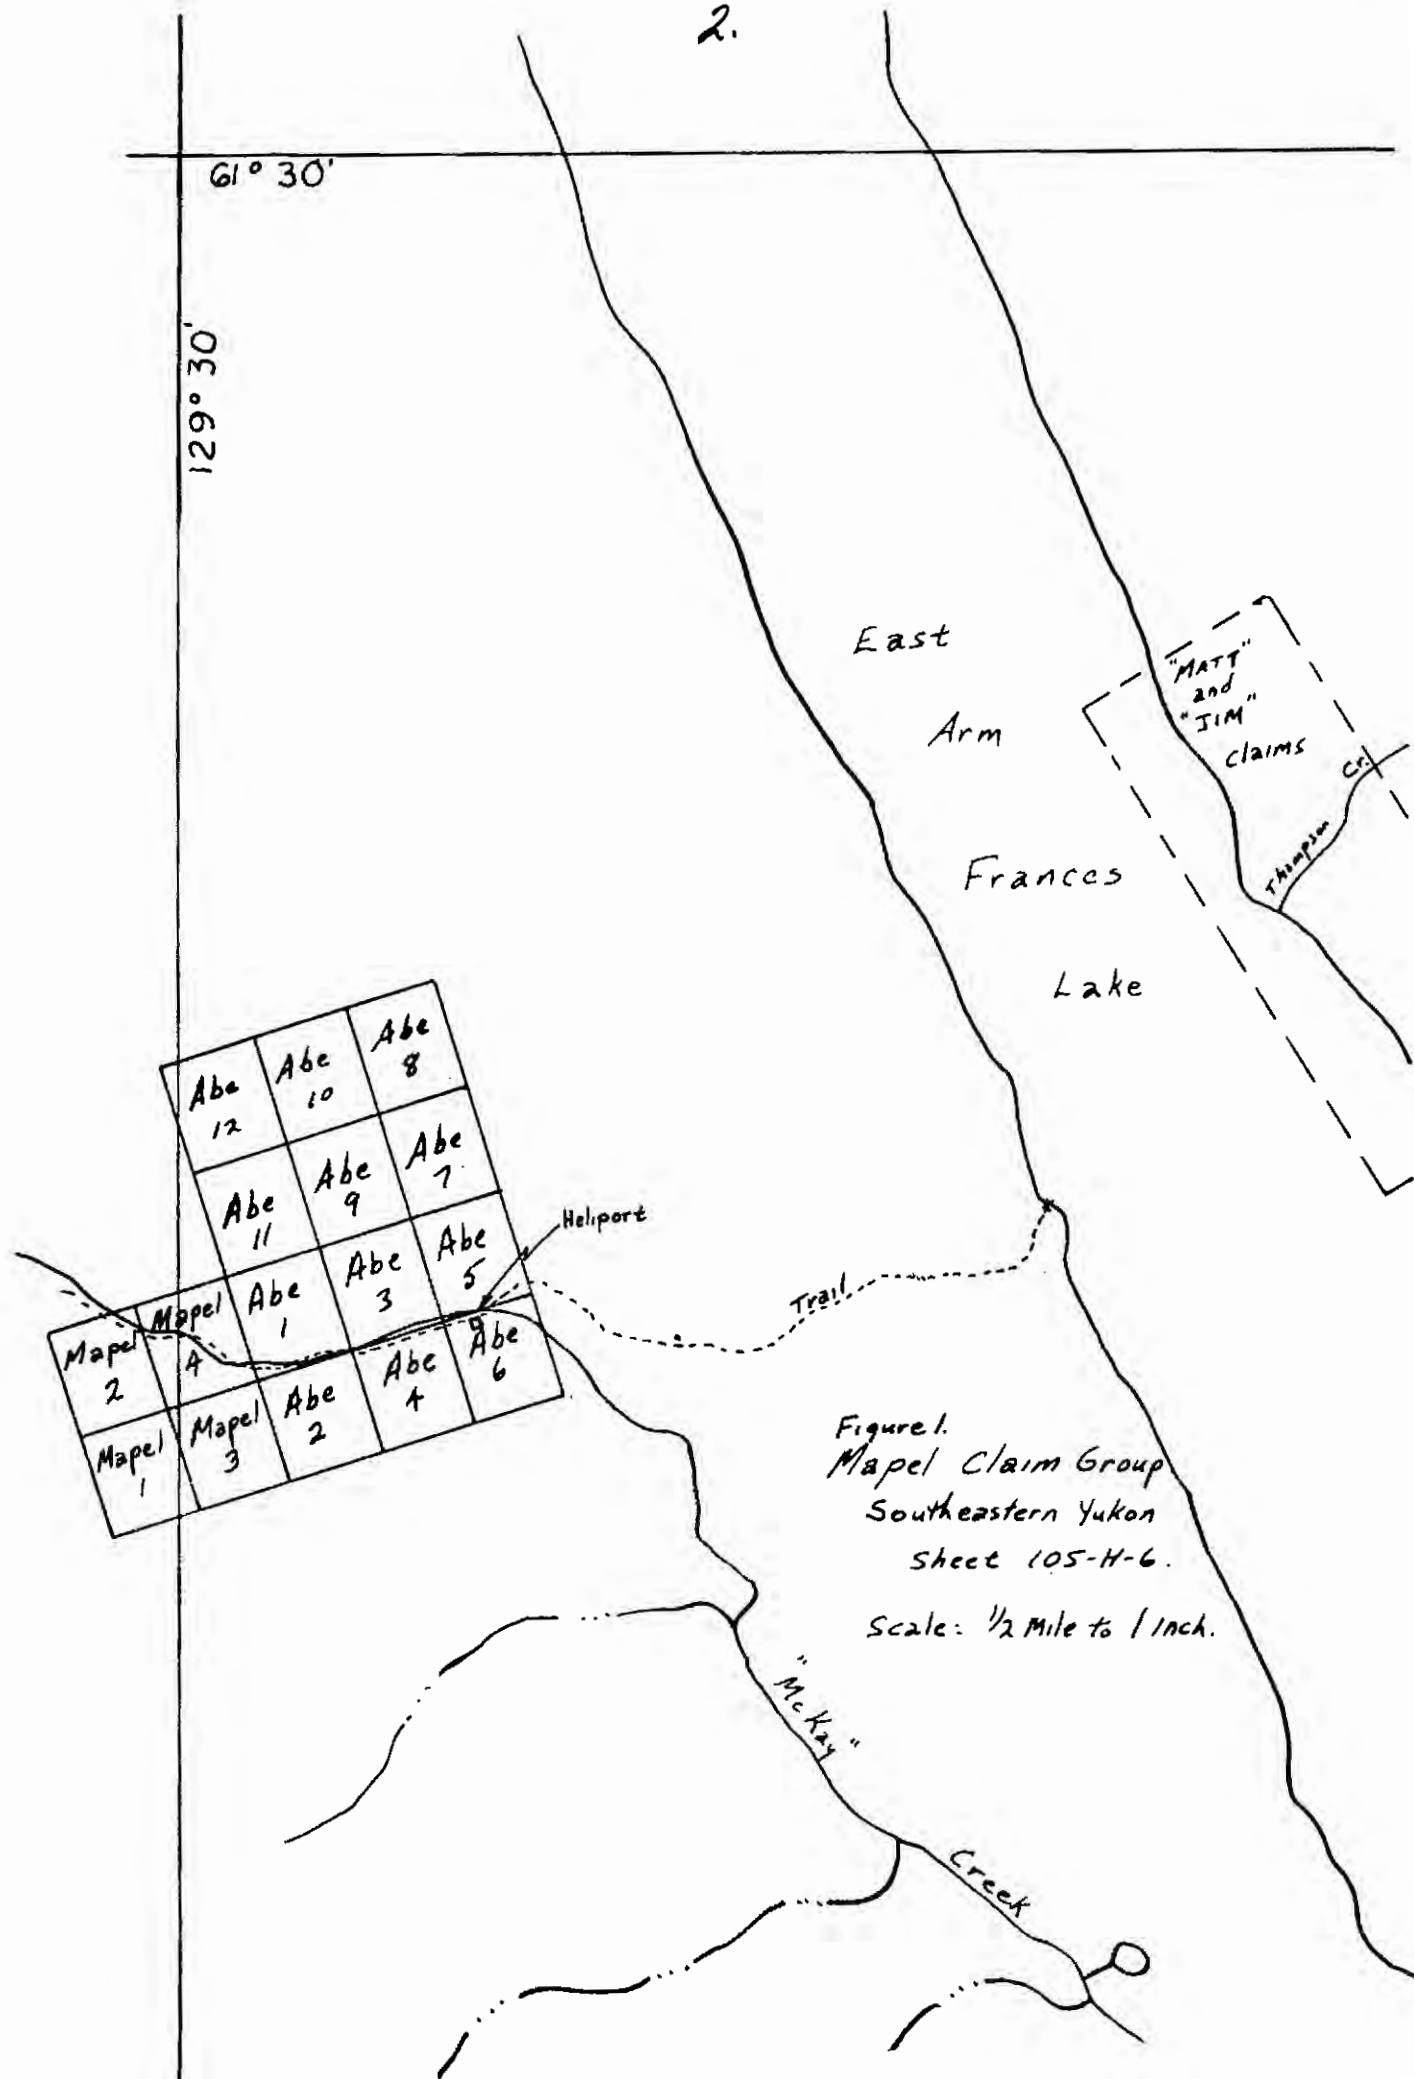 2.
61° 30'
129° 30'
East
Arm
Frances
Lake
"MATT"
and
"JIM"
claims
Thompson Cr.
Abe
12
Abe
10
Abe
8
Abe
11
Abe
9
Abe
7
Heliport
Mapel
2
Mapel
4
Abe
1
Abe
3
Abe
5
Mapel
1
Mapel
3
Abe
2
Abe
4
Abe
6
Trail
Figure 1.
Mapel Claim Group
Southeastern Yukon
Sheet 105-H-6.
Scale: 1/2 Mile to 1 Inch.
"McKay"
Creek